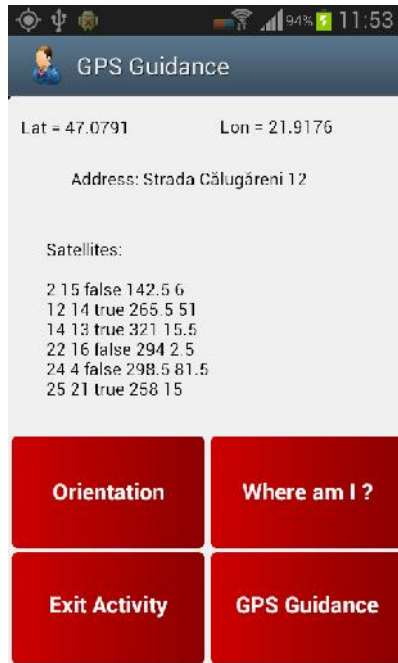 94% 11:53
GPS Guidance
Lat = 47.0791 Lon = 21.9176
Address: Strada Călugăreni 12
Satellites:
2 15 false 142.5 6
12 14 true 265.5 51
14 13 true 321 15.5
22 16 false 294 2.5
24 4 false 298.5 81.5
25 21 true 258 15
Orientation Where am I ?
Exit Activity GPS Guidance